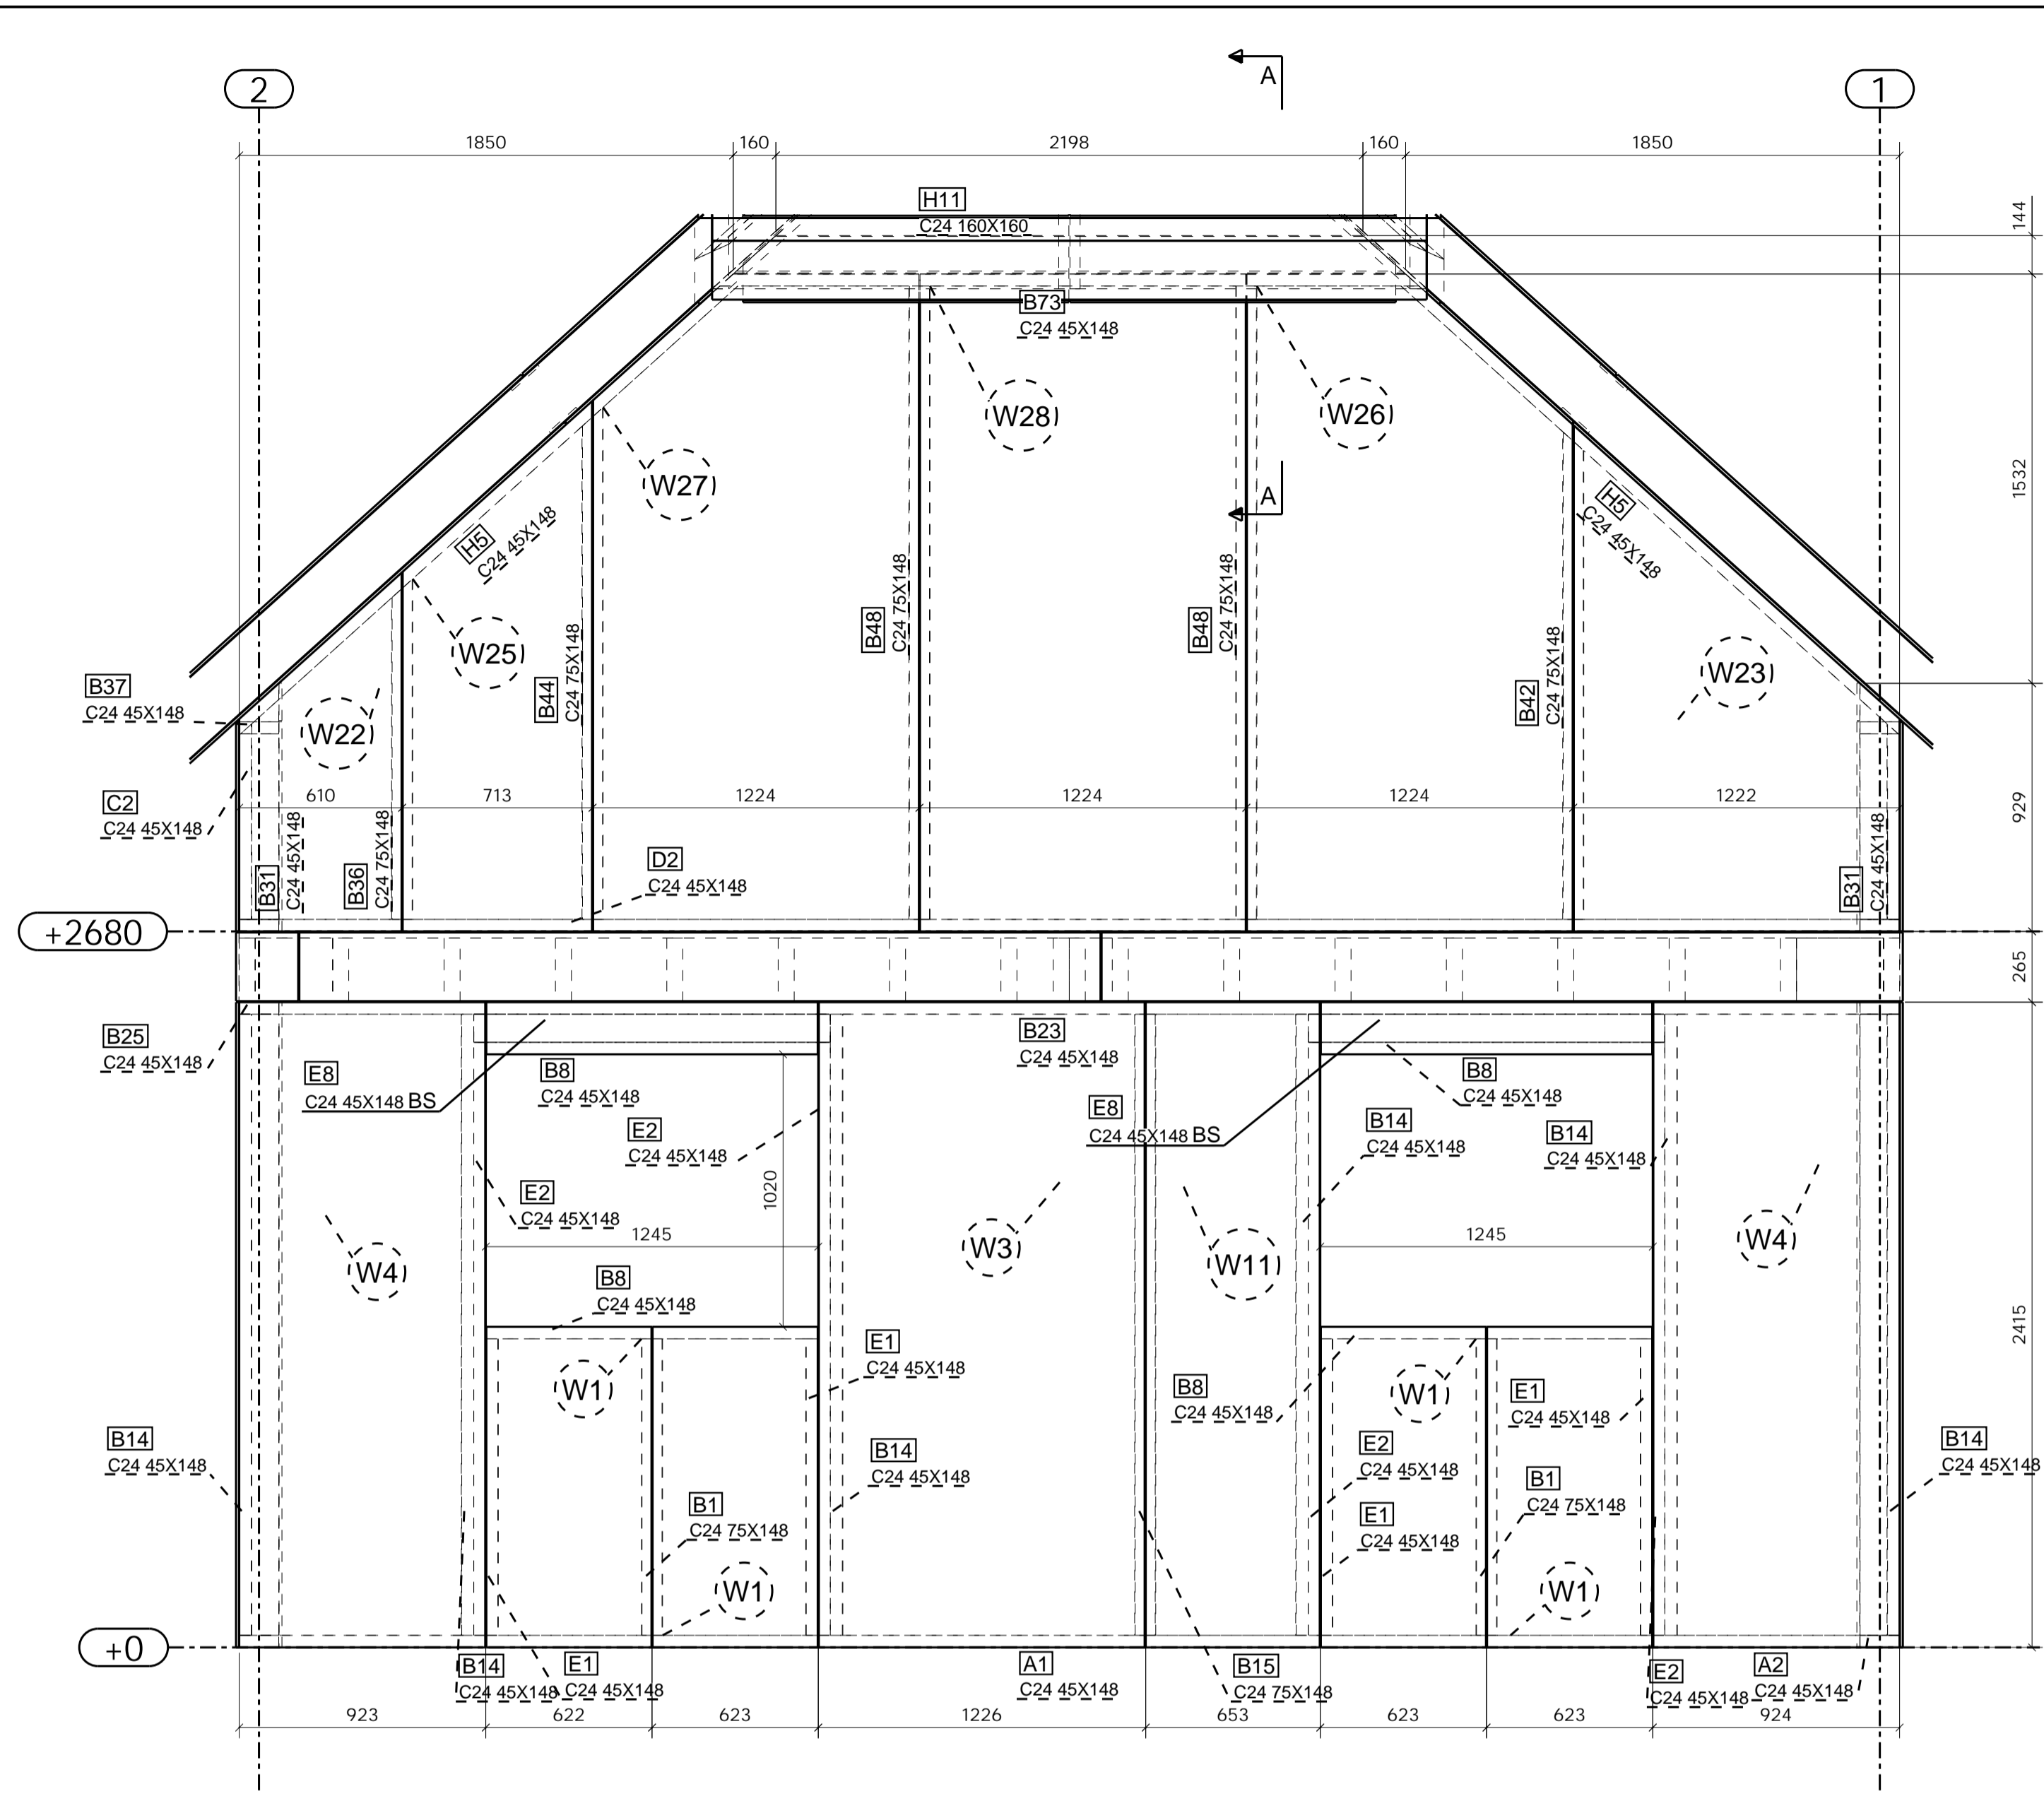 2
1
A
1850
160
2198
160
1850
144
H11
C24 160X160
B73
C24 45X148
W28
W26
W27
A
1532
H5
C24 45X148
H5
C24 45X148
B48
C24 75X148
B48
C24 75X148
W25
B44
C24 75X148
B42
C24 75X148
W23
B37
C24 45X148
W22
610
713
1224
1224
1224
1222
929
C2
C24 45X148
B31
C24 45X148
B36
C24 75X148
D2
C24 45X148
B31
C24 45X148
+2680
265
B25
C24 45X148
B23
C24 45X148
E8
C24 45X148 BS
B8
C24 45X148
B8
C24 45X148
E2
C24 45X148
E8
C24 45X148 BS
B14
C24 45X148
B14
C24 45X148
1020
E2
C24 45X148
1245
1245
W4
W3
W11
W4
B8
C24 45X148
2415
E1
C24 45X148
W1
W1
B8
C24 45X148
E1
C24 45X148
B14
C24 45X148
B14
C24 45X148
E2
C24 45X148
B14
C24 45X148
B1
C24 75X148
B1
C24 75X148
E1
C24 45X148
W1
W1
+0
B14
C24 45X148
E1
C24 45X148
A1
C24 45X148
B15
C24 75X148
E2
C24 45X148
A2
C24 45X148
923
622
623
1226
653
623
623
924